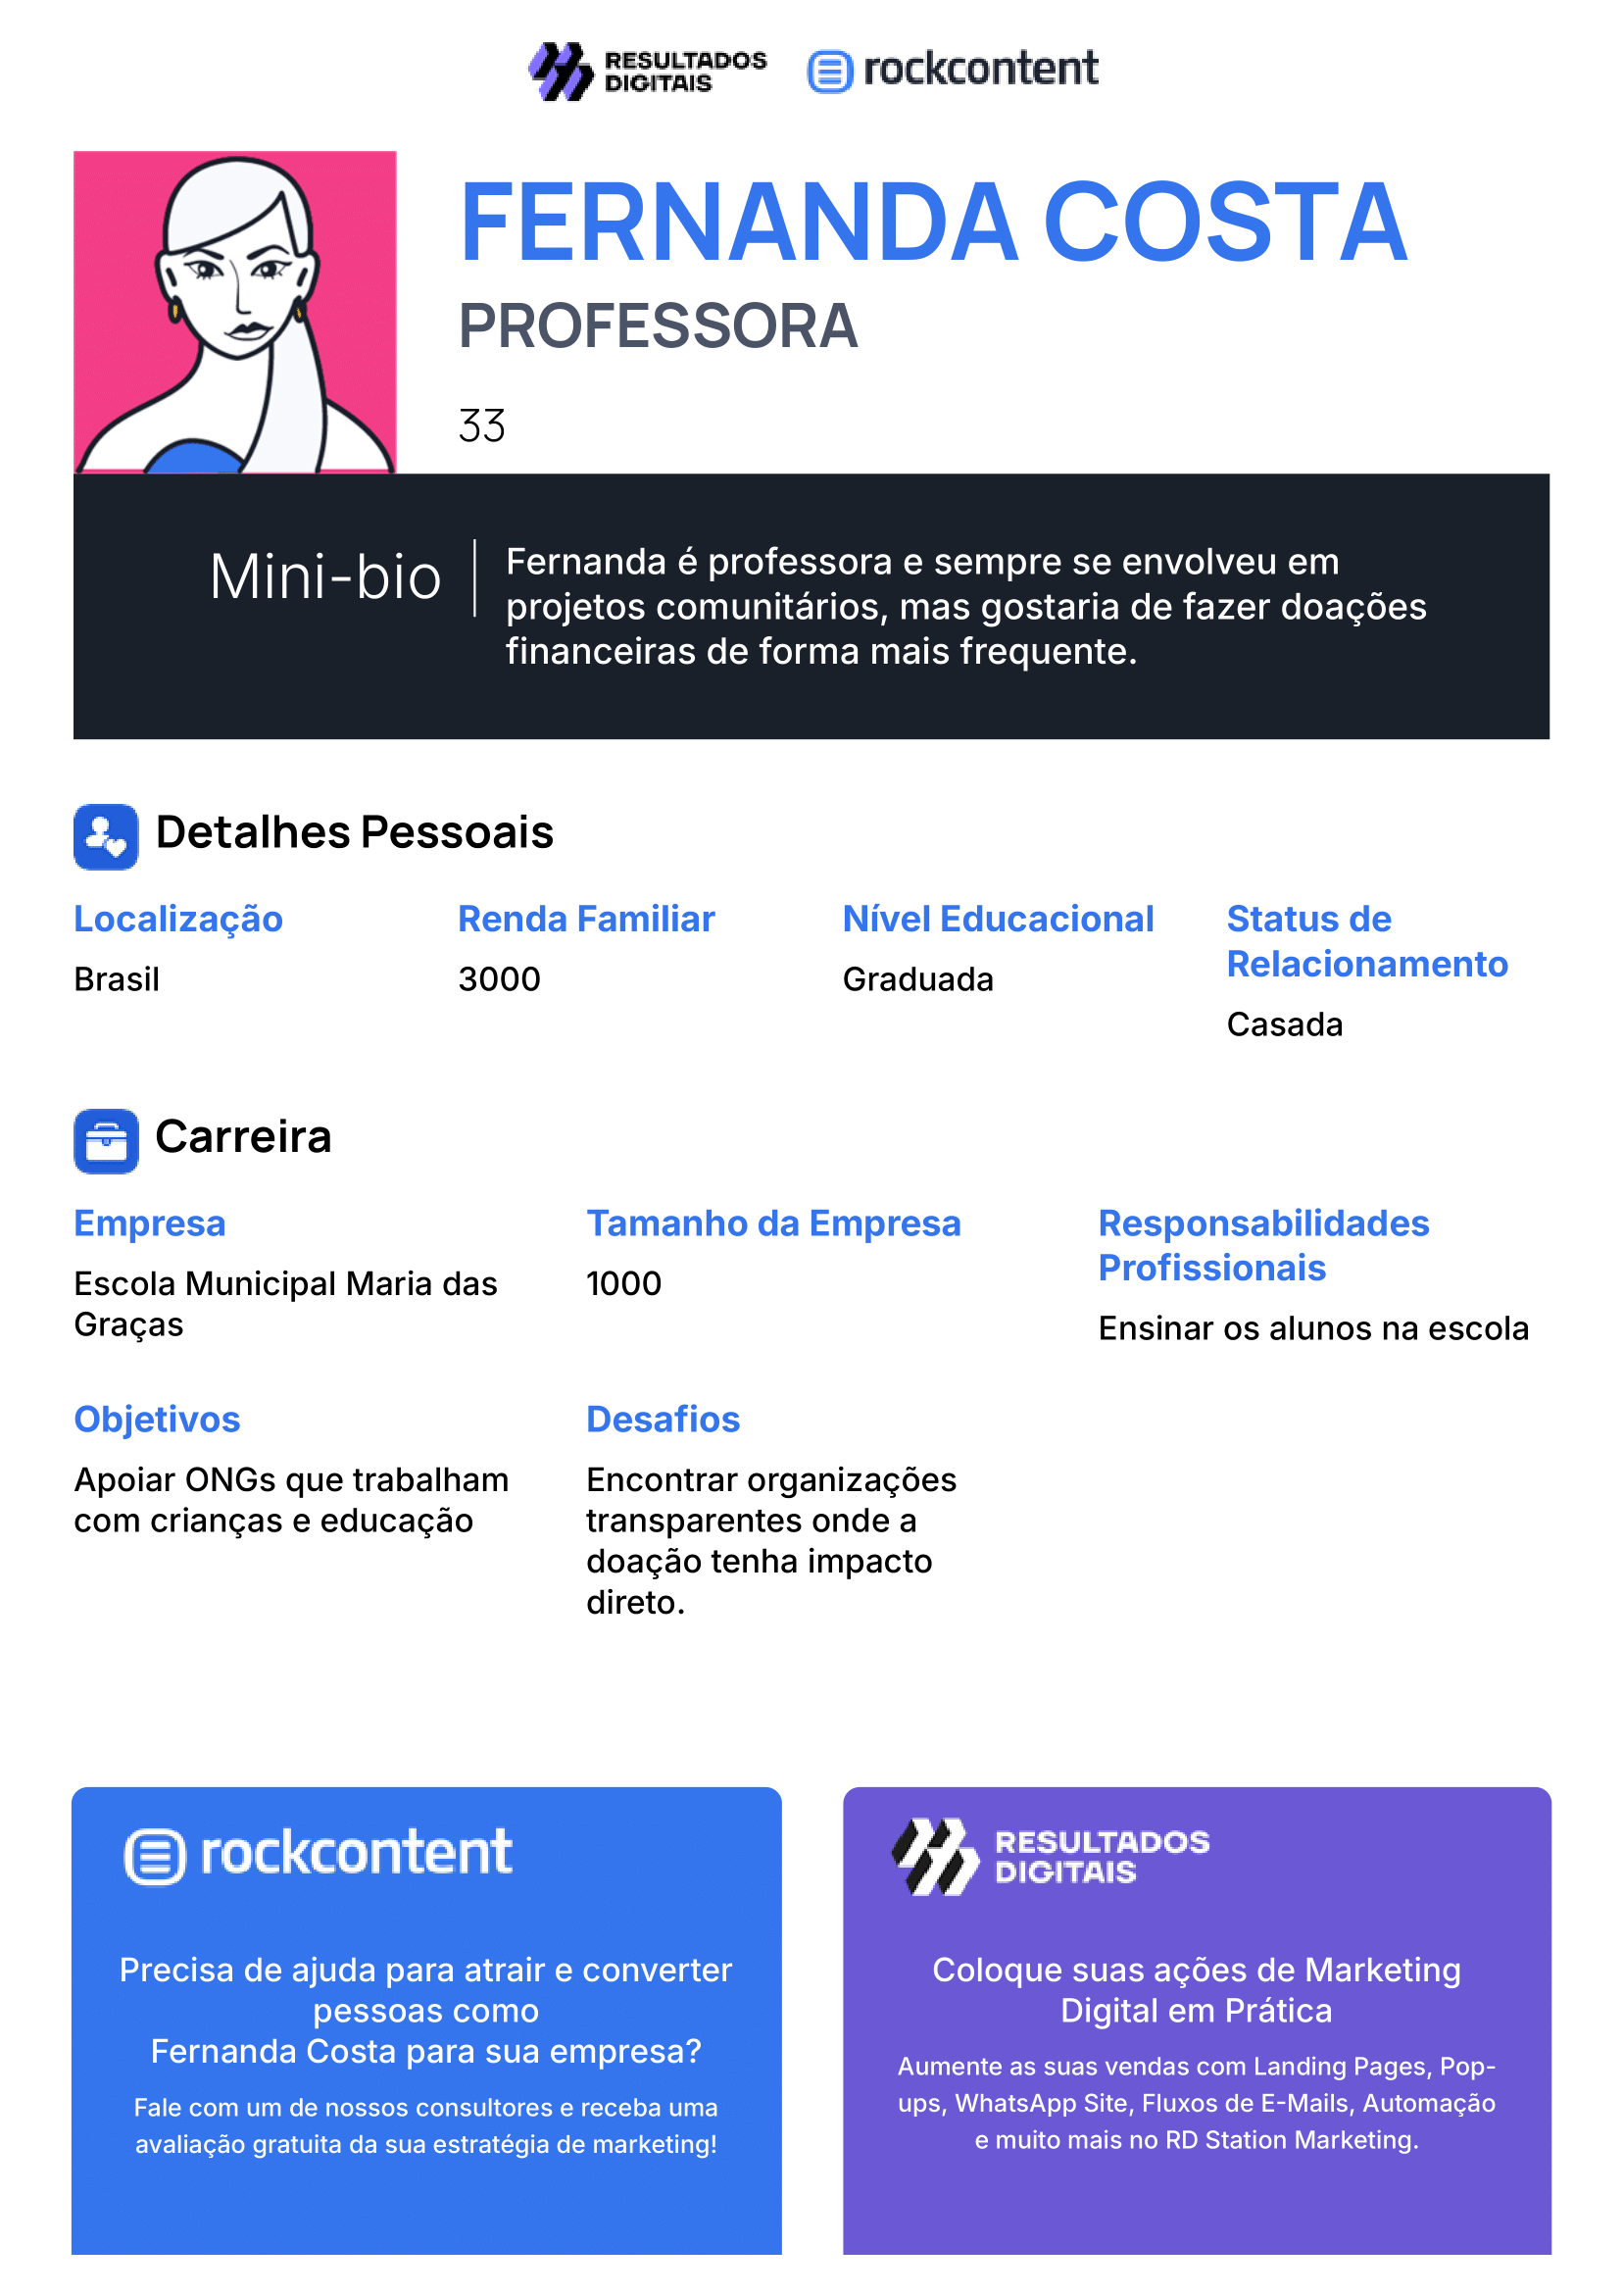 RESULTADOS
DIGITAIS
rockcontent
FERNANDA COSTA
PROFESSORA
33
Mini-bio
Fernanda é professora e sempre se envolveu em
projetos comunitários, mas gostaria de fazer doações
financeiras de forma mais frequente.
Detalhes Pessoais
Localização
Brasil
Renda Familiar
3000
Nível Educacional
Graduada
Status de
Relacionamento
Casada
Carreira
Empresa
Escola Municipal Maria das
Graças
Tamanho da Empresa
1000
Responsabilidades
Profissionais
Ensinar os alunos na escola
Objetivos
Apoiar ONGs que trabalham
com crianças e educação
Desafios
Encontrar organizações
transparentes onde a
doação tenha impacto
direto.
rockcontent
Precisa de ajuda para atrair e converter
pessoas como
Fernanda Costa para sua empresa?
Fale com um de nossos consultores e receba uma
avaliação gratuita da sua estratégia de marketing!
RESULTADOS
DIGITAIS
Coloque suas ações de Marketing
Digital em Prática
Aumente as suas vendas com Landing Pages, Pop-
ups, WhatsApp Site, Fluxos de E-Mails, Automação
e muito mais no RD Station Marketing.